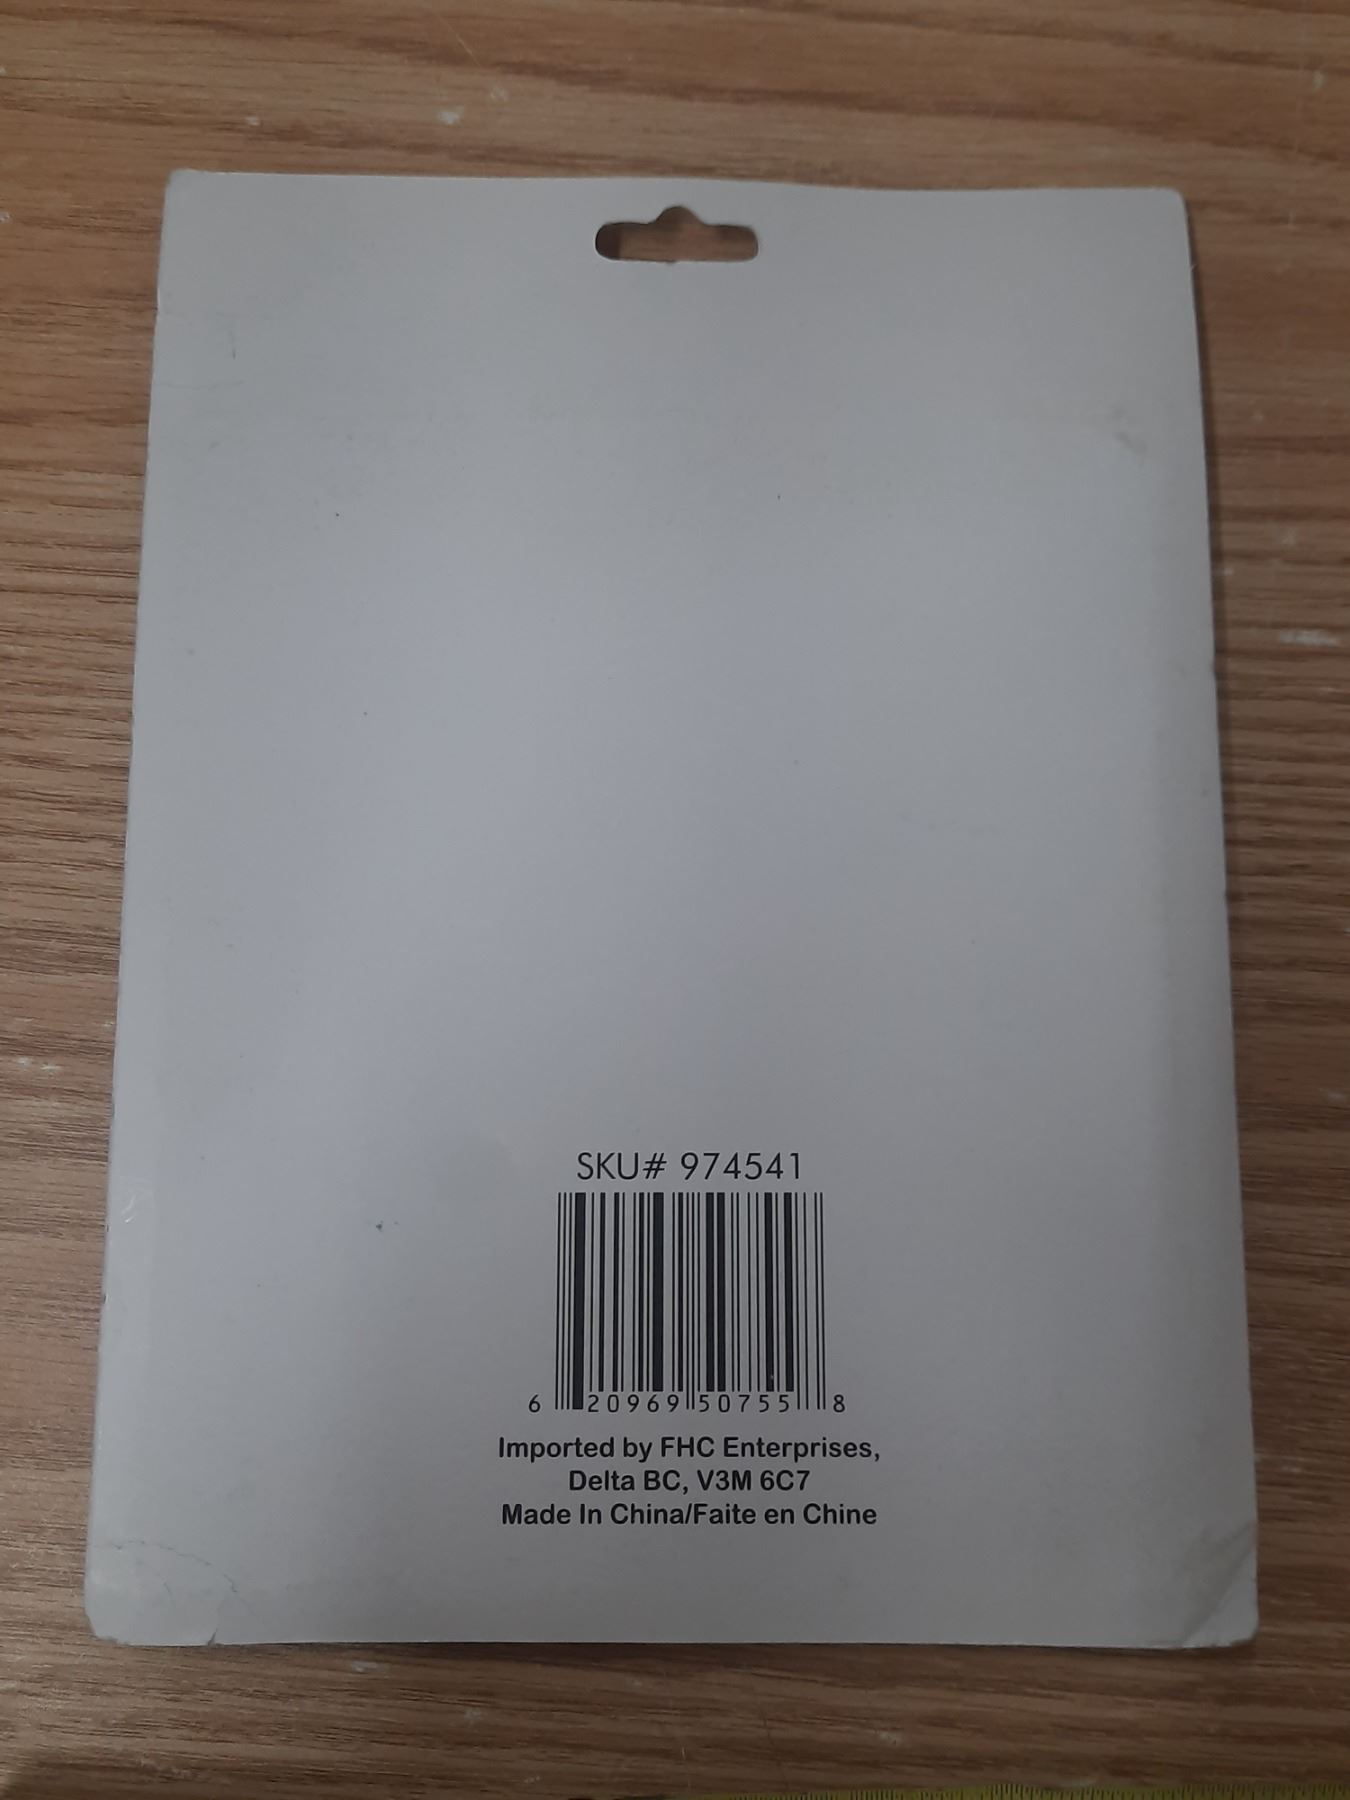 SKU# 974541
6 20969 50755 8
Imported by FHC Enterprises,
Delta BC, V3M 6C7
Made In China/Faite en Chine